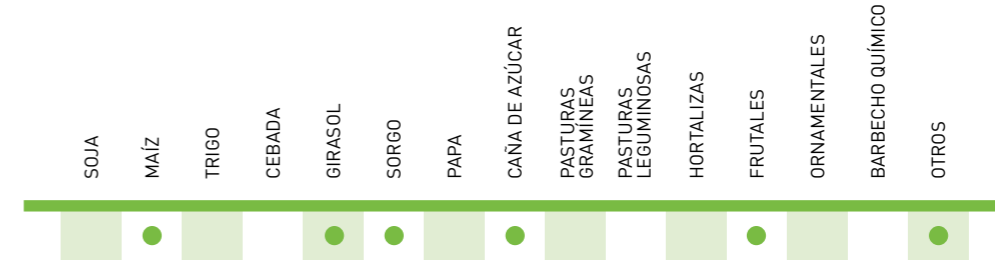 SOJA
MAÍZ
TRIGO
CEBADA
GIRASOL
SORGO
PAPA
CAÑA DE AZÚCAR
PASTURAS
GRAMÍNEAS
PASTURAS
LEGUMINOSAS
HORTALIZAS
FRUTALES
ORNAMENTALES
BARBECHO QUÍMICO
OTROS